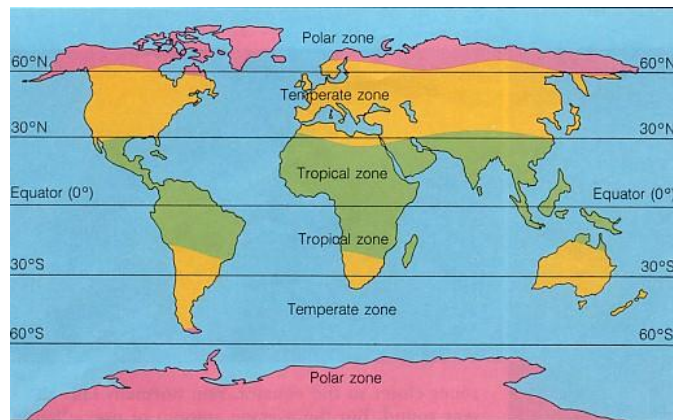 Polar zone
60°N 60°N
Temperate zone
30°N 30°N
Tropical zone
Equator (0°) Equator (0°)
Tropical zone
30°S 30°S
Temperate zone
60°S 60°S
Polar zone